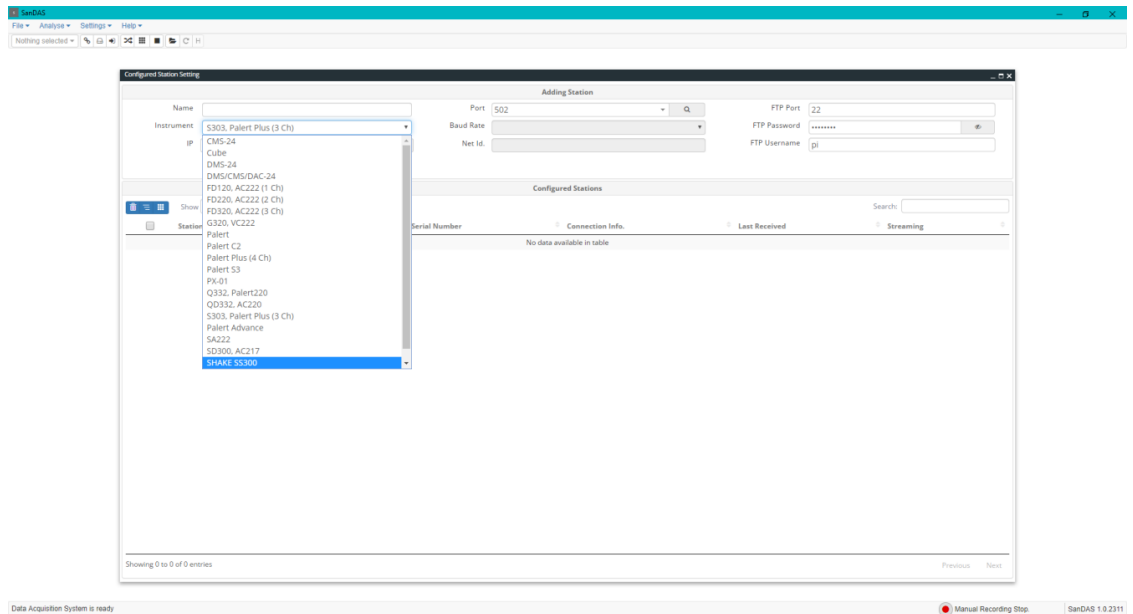 SanDAS
File Analyse Settings Help
Nothing selected H
Configured Station Setting
Adding Station
Name Port 502 FTP Port 22
Instrument S303, Palert Plus (3 Ch) Baud Rate FTP Password ••••••••
IP Net Id. FTP Username pi
CMS-24
Cube
DMS-24
DMS/CMS/DAC-24
FD120, AC222 (1 Ch)
FD220, AC222 (2 Ch)
FD320, AC222 (3 Ch)
G320, VC222
Palert
Palert C2
Palert Plus (4 Ch)
Palert S3
PX-01
Q332, Palert220
QD332, AC220
S303, Palert Plus (3 Ch)
Palert Advance
SA222
SD300, AC217
SHAKE SS300
Configured Stations
Show Search:
Station Serial Number Connection Info. Last Received Streaming
No data available in table
Showing 0 to 0 of 0 entries Previous Next
Data Acquisition System is ready Manual Recording Stop. SanDAS 1.0.2311